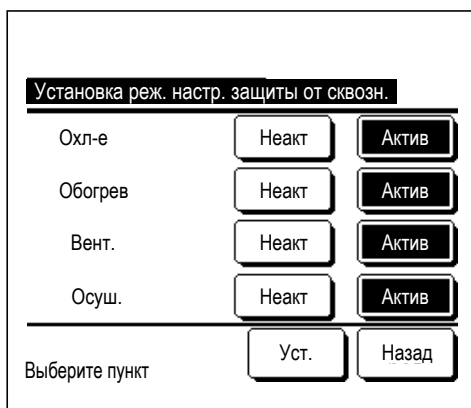 Установка реж. настр. защиты от сквозн.
Охл-е Неакт Актив
Обогрев Неакт Актив
Вент. Неакт Актив
Осуш. Неакт Актив
Выберите пункт Уст. Назад